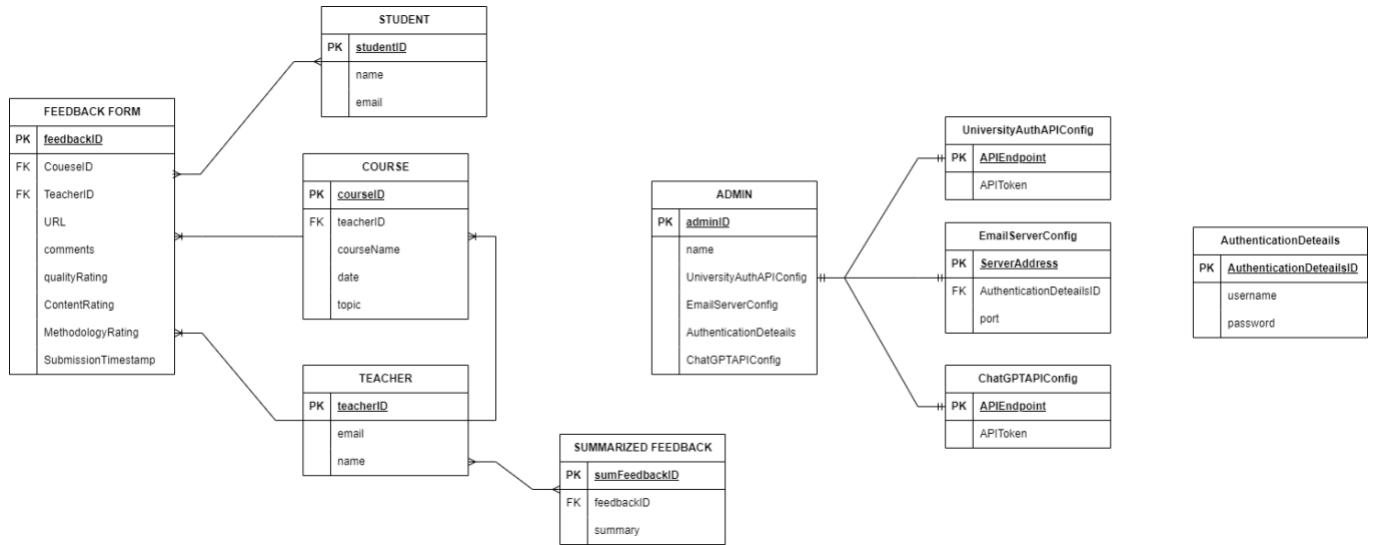 STUDENT
PK studentID
name
email
FEEDBACK FORM
PK feedbackID
FK CoueseID
FK TeacherID
URL
comments
qualityRating
ContentRating
MethodologyRating
SubmissionTimestamp
COURSE
PK courseID
FK teacherID
courseName
date
topic
TEACHER
PK teacherID
email
name
SUMMARIZED FEEDBACK
PK sumFeedbackID
FK feedbackID
summary
ADMIN
PK adminID
name
UniversityAuthAPIConfig
EmailServerConfig
AuthenticationDeteails
ChatGPTAPIConfig
UniversityAuthAPIConfig
PK APIEndpoint
APIToken
EmailServerConfig
PK ServerAddress
FK AuthenticationDeteailsID
port
ChatGPTAPIConfig
PK APIEndpoint
APIToken
AuthenticationDeteails
PK AuthenticationDeteailsID
username
password